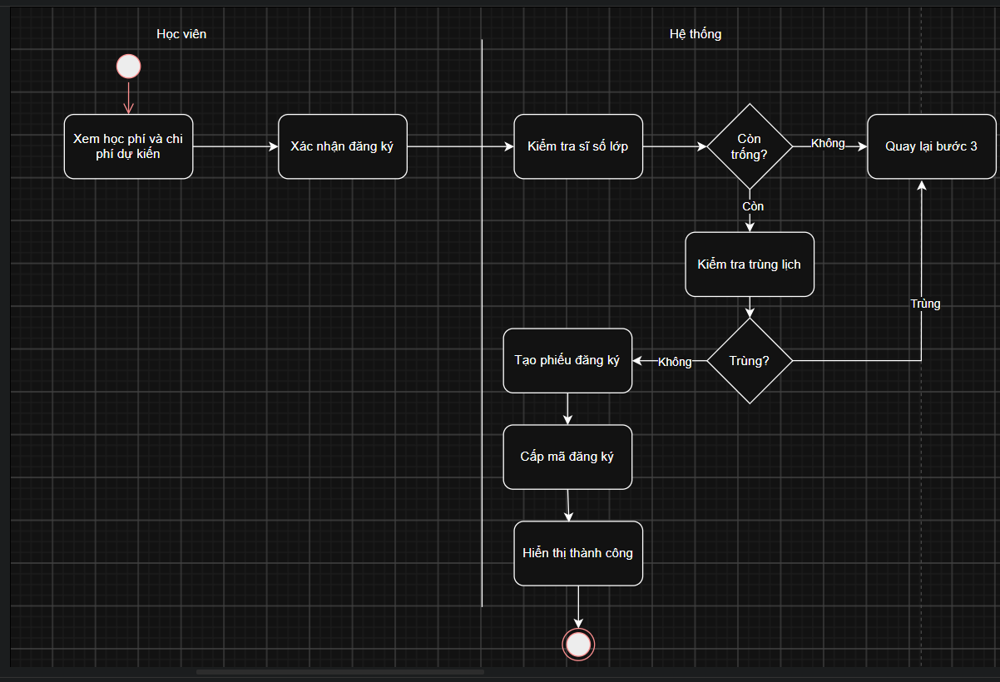 Học viên
Hệ thống
Xem học phí và chi
phí dự kiến
Xác nhận đăng ký
Kiểm tra sĩ số lớp
Còn
trống?
Không
Quay lại bước 3
Còn
Kiểm tra trùng lịch
Trùng
Tạo phiếu đăng ký
Không
Trùng?
Cấp mã đăng ký
Hiển thị thành công